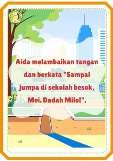 Aida melambaikan tangan
dan berkata "Sampai
jumpa di sekolah besok,
Mei. Dadah Milo!".